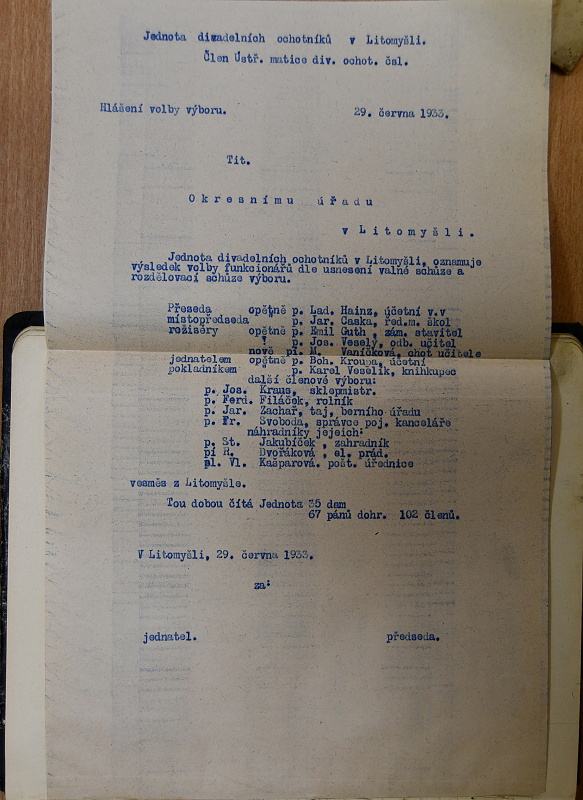 Jednota divadelních ochotníků v Litomyšli.
Člen Ústř. matice div. ochot. čsl.
Hlášení volby výboru. 29. června 1933.
Tit.
Okresnímu úřadu
v Litomyšli.
Jednota divadelních ochotníků v Litomyšli, oznamuje
výsledek volby funkcionářů dle usnesení valné schůze a
rozdělovací schůze výboru.
Přeseda opětně p. Lad. Hainz, účetní v.v
místopředseda p. Jar. Caska, řed.m. škol
rožiséry opětně p. Emil Guth, zám. stavitel
" p. Jos. Veselý, odb. učitel
nově pí. M. Vaníčková, chot učitele
jednatelem opětně p. Boh. Kroupa, účetní
pokladníkem " p. Karel Veselík, knihkupec
další členové výboru:
p. Jos. Kraus, sklepmistr.
p. Ferd. Filáček, rolník
p. Jar. Zachař, taj, berního úřadu
p. Fr. Svoboda, správce poj. kanceláře
náhradníky jejeich:
p. St. Jakubíček , zahradník
pí R. Dvořáková , el. prád.
sl. Vl. Kašparová. pošt. úřednice
vesměs z Litomyšle.
Tou dobou čítá Jednota 35 dam
67 pánů dohr. 102 členů.
V Litomyšli, 29. června 1933.
za:
jednatel. předseda.